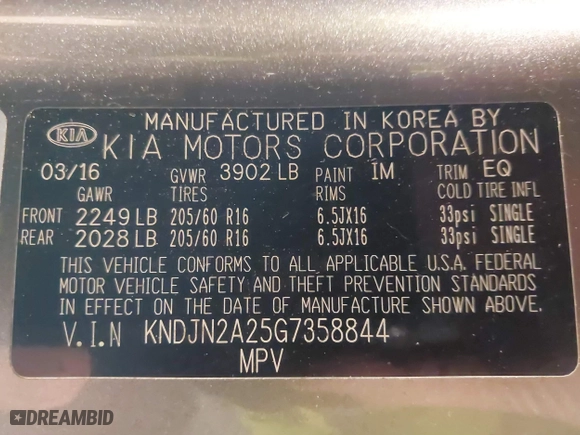 MANUFACTURED IN KOREA BY
KIA KIA MOTORS CORPORATION
03/16 GVWR 3902 LB PAINT IM TRIM EQ
GAWR TIRES RIMS COLD TIRE INFL
FRONT 2249 LB 205/60 R16 6.5JX16 33psi SINGLE
REAR 2028 LB 205/60 R16 6.5JX16 33psi SINGLE
THIS VEHICLE CONFORMS TO ALL APPLICABLE U.S.A. FEDERAL
MOTOR VEHICLE SAFETY AND THEFT PREVENTION STANDARDS
IN EFFECT ON THE DATE OF MANUFACTURE SHOWN ABOVE.
V.I.N KNDJN2A25G7358844
MPV
DREAMBID